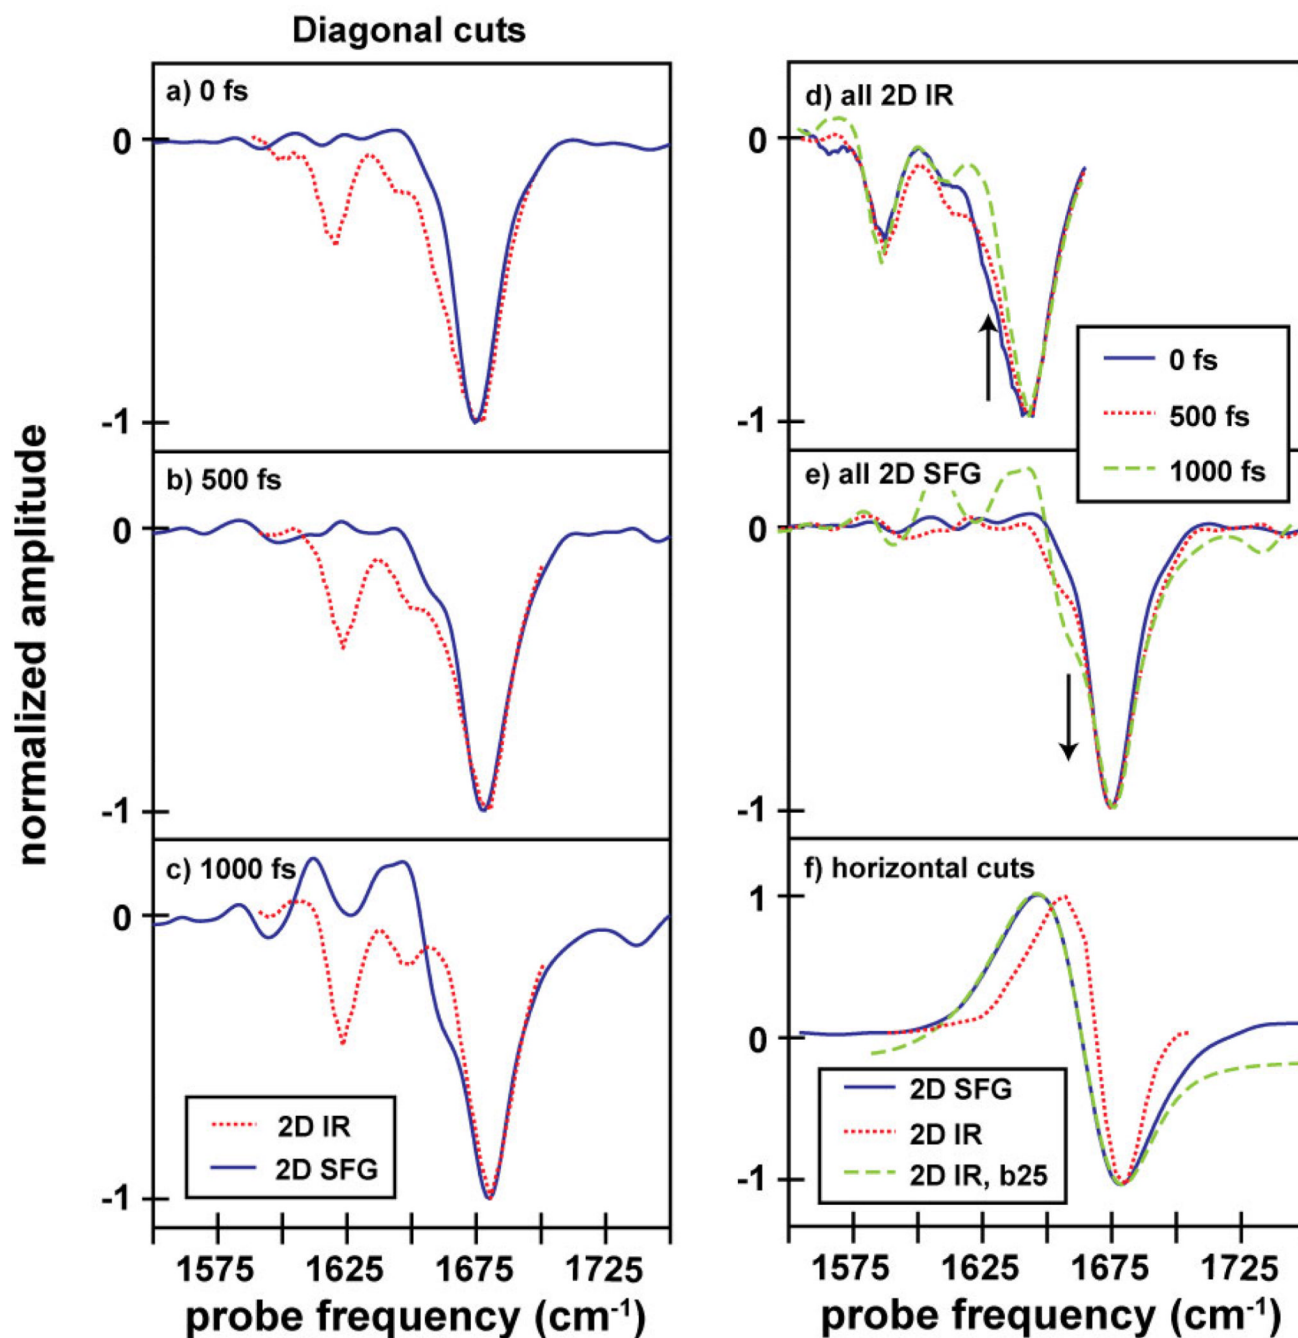 Diagonal cuts
a) 0 fs
0
-1
b) 500 fs
0
-1
c) 1000 fs
0
-1
2D IR
2D SFG
1575 1625 1675 1725
probe frequency (cm-1)
normalized amplitude
d) all 2D IR
0
-1
0 fs
500 fs
1000 fs
e) all 2D SFG
0
-1
f) horizontal cuts
1
0
-1
2D SFG
2D IR
2D IR, b25
1575 1625 1675 1725
probe frequency (cm-1)